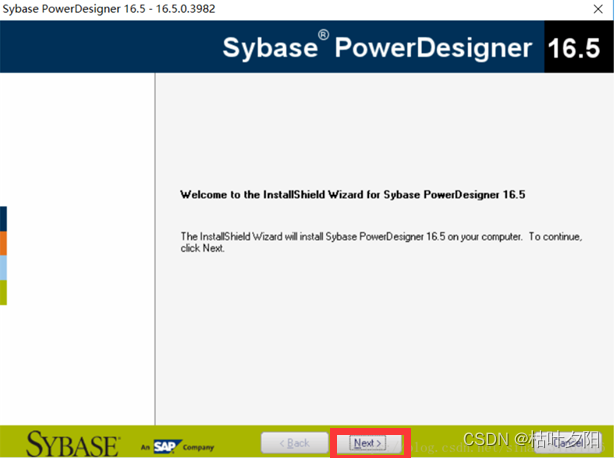 Sybase PowerDesigner 16.5 - 16.5.0.3982
Sybase® PowerDesigner 16.5
Welcome to the InstallShield Wizard for Sybase PowerDesigner 16.5
The InstallShield Wizard will install Sybase PowerDesigner 16.5 on your computer. To continue,
click Next.
SYBASE® An SAP Company < Back Next > Cancel
CSDN @枯叶夕阳